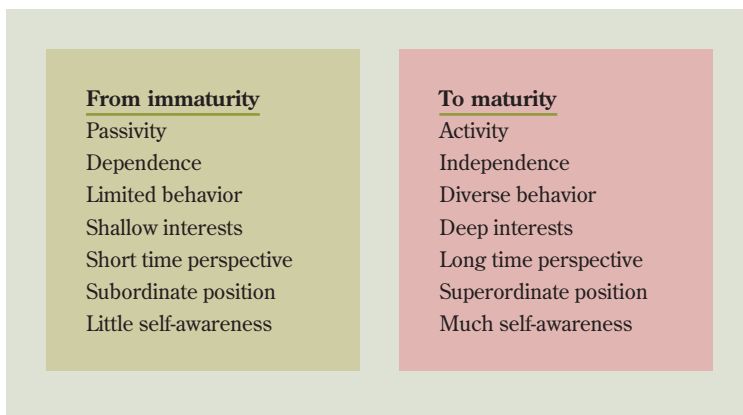 From immaturity
Passivity
Dependence
Limited behavior
Shallow interests
Short time perspective
Subordinate position
Little self-awareness
To maturity
Activity
Independence
Diverse behavior
Deep interests
Long time perspective
Superordinate position
Much self-awareness